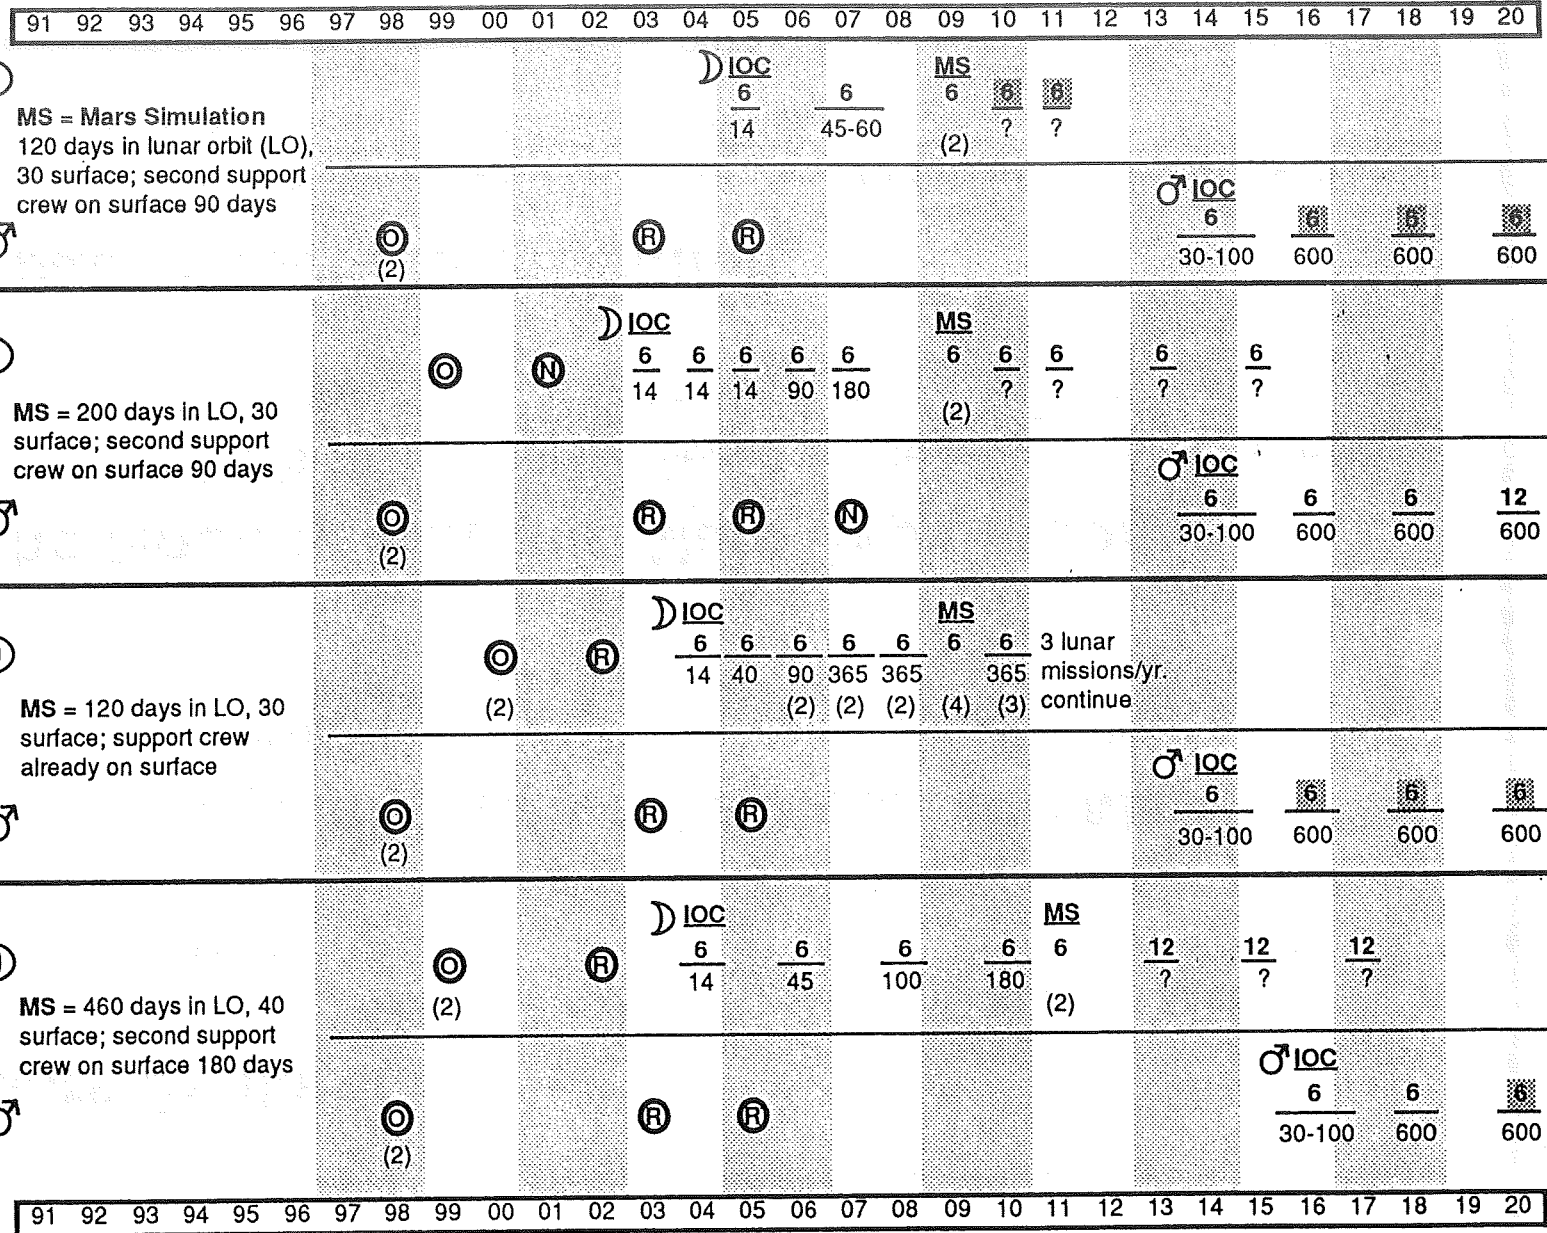 91 92 93 94 95 96 97 98 99 00 01 02 03 04 05 06 07 08 09 10 11 12 13 14 15 16 17 18 19 20
IOC MS
6 6 6 6 6
14 45-60 (2) ? ?
MS = Mars Simulation
120 days in lunar orbit (LO),
30 surface; second support
crew on surface 90 days
♂ IOC
6 6 6 6
O R R 30-100 600 600 600
(2)
IOC MS
O N 6 6 6 6 6 6 6 6 6 6
14 14 14 90 180 (2) ? ? ? ?
MS = 200 days in LO, 30
surface; second support
crew on surface 90 days
♂ IOC
6 6 6 12
O R R N 30-100 600 600 600
(2)
IOC MS
O R 6 6 6 6 6 6 6 3 lunar
14 40 90 365 365 365 missions/yr.
(2) (2) (2) (2) (4) (3) continue
MS = 120 days in LO, 30
surface; support crew
already on surface
♂ IOC
6 6 6 6
O R R 30-100 600 600 600
(2)
IOC MS
O R 6 6 6 6 6 12 12 12
14 45 100 180 ? ? ?
(2) (2)
MS = 460 days in LO, 40
surface; second support
crew on surface 180 days
♂ IOC
6 6 6
O R R 30-100 600 600
(2)
91 92 93 94 95 96 97 98 99 00 01 02 03 04 05 06 07 08 09 10 11 12 13 14 15 16 17 18 19 20